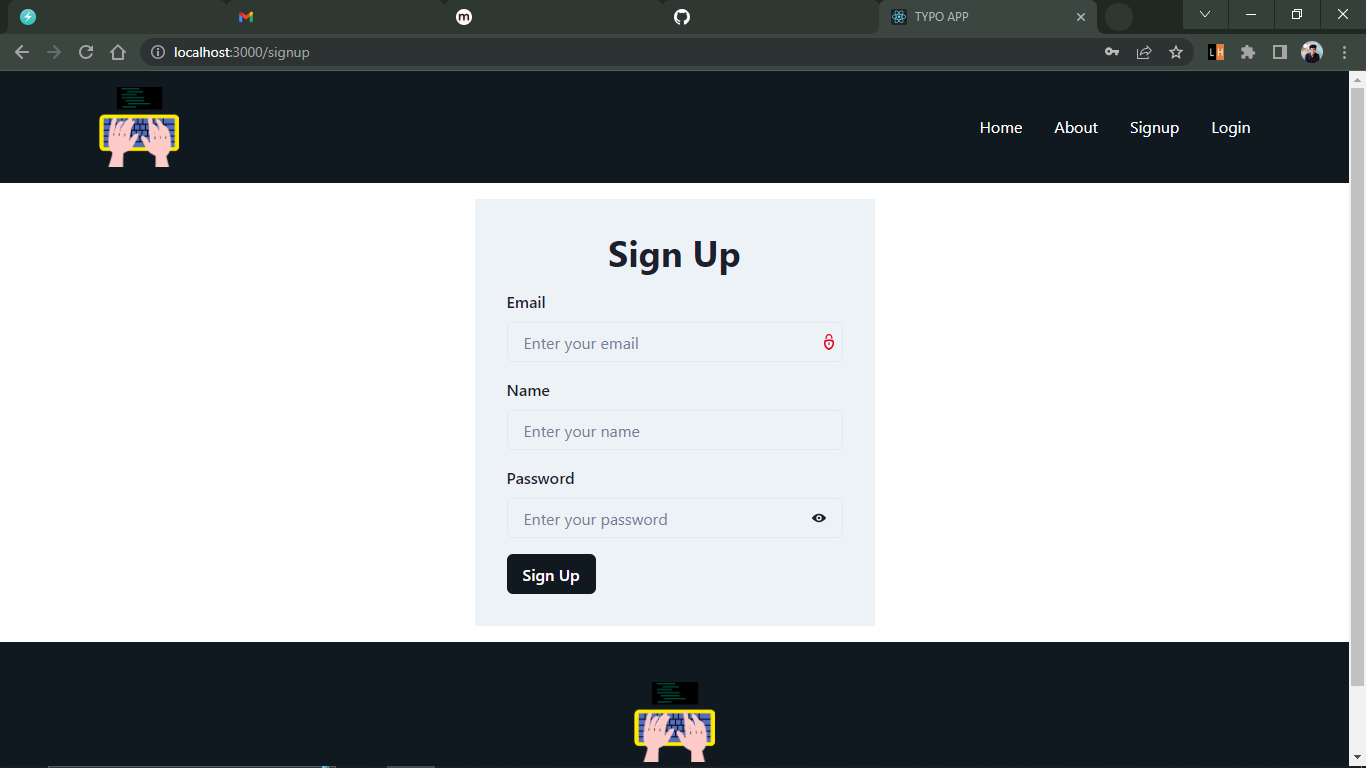 TYPO APP
localhost:3000/signup
L H
Home About Signup Login
Sign Up
Email
Enter your email
Name
Enter your name
Password
Enter your password
Sign Up